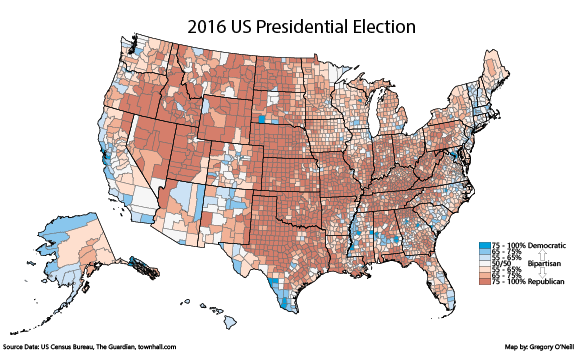 2016 US Presidential Election
75 - 100% Democratic
65 - 75%
55 - 65%
50/50 Bipartisan
55 - 65%
65 - 75%
75 - 100% Republican
Source Date: US Census Bureau, The Guardian, townhall.com
Map by: Gregory O'Neill